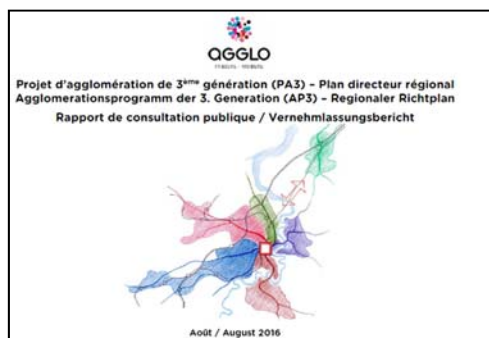 AGGLO
Projet d'agglomération de 3ème génération (PA3) – Plan directeur régional
Agglomerationsprogramm der 3. Generation (AP3) – Regionaler Richtplan
Rapport de consultation publique / Vernehmlassungsbericht
Août / August 2016